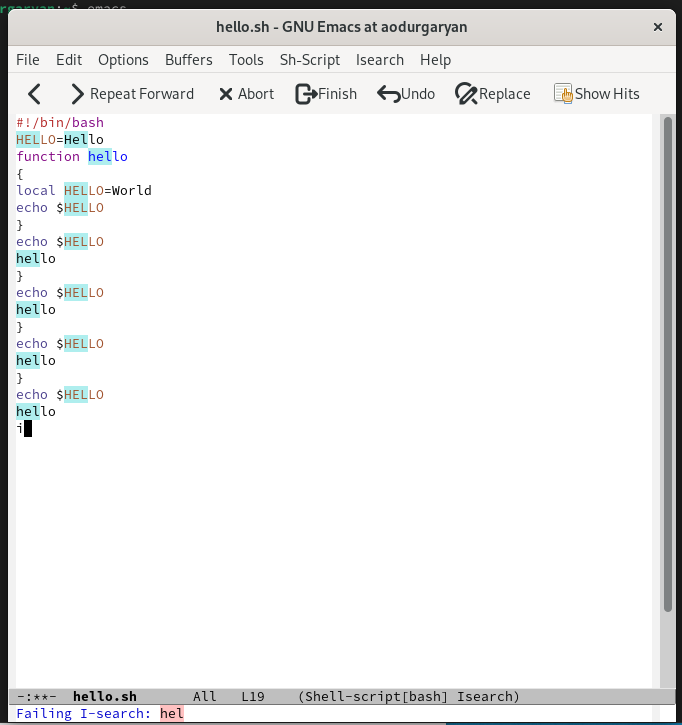 hello.sh - GNU Emacs at aodurgaryan
File Edit Options Buffers Tools Sh-Script Isearch Help
Repeat Forward Abort Finish Undo Replace Show Hits
#!/bin/bash
HELLO=Hello
function hello
{
local HELLO=World
echo $HELLO
}
echo $HELLO
hello
}
echo $HELLO
hello
}
echo $HELLO
hello
}
echo $HELLO
hello
i
-:**- hello.sh All L19 (Shell-script[bash] Isearch)
Failing I-search: hel